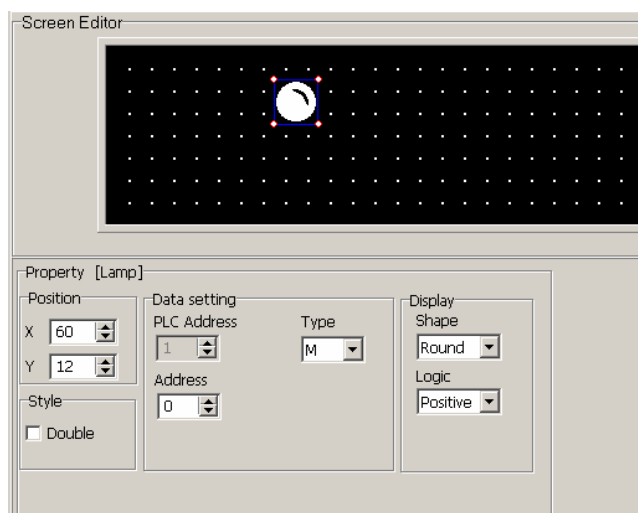 Screen Editor
Property [Lamp]
Position
X 60
Y 12
Style
Double
Data setting
PLC Address
1
Type
M
Address
0
Display
Shape
Round
Logic
Positive